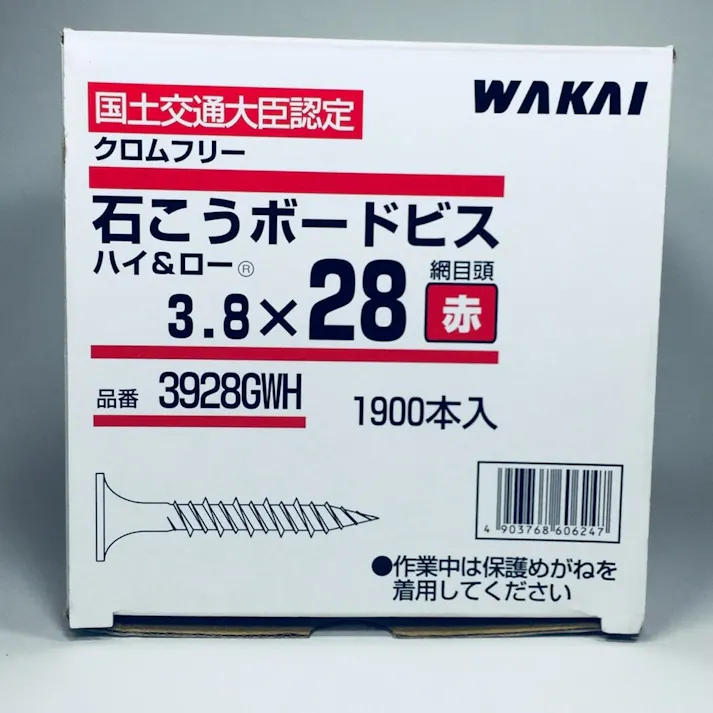 国土交通大臣認定
WAKAI
クロムフリー
石こうボードビス
ハイ&ロー®
網目頭
3.8×28 赤
品番 3928GWH 1900本入
4 903768 606247
●作業中は保護めがねを
着用してください